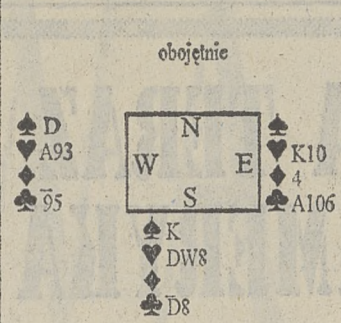 obojętnie
♠ D
♥ A93
♦
♣ 95
N
W E
S
♠
♥ K10
♦ 4
♣ A106
♠ K
♥ DW8
♦
♣ D8